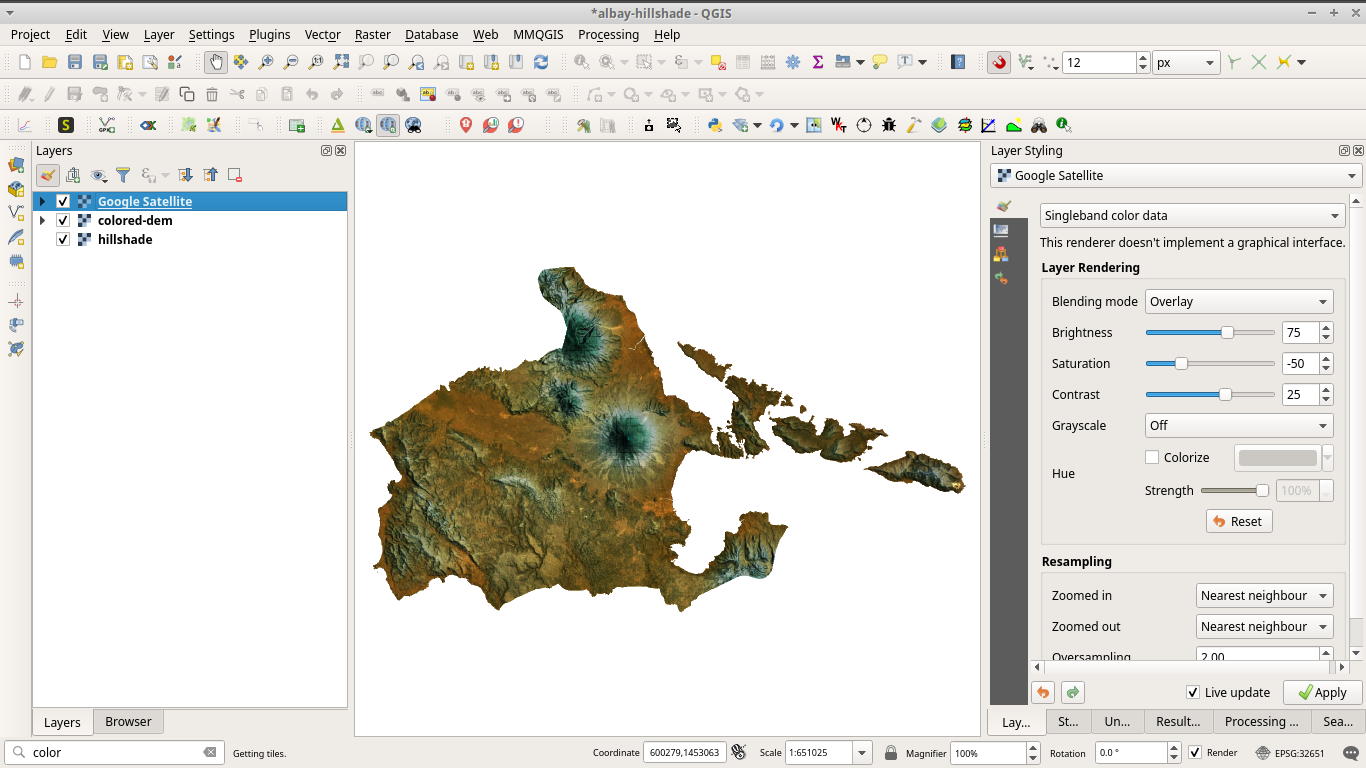 *albay-hillshade - QGIS
Project Edit View Layer Settings Plugins Vector Raster Database Web MMQGIS Processing Help
12 px
Layers
Google Satellite
colored-dem
hillshade
Layers Browser
Layer Styling
Google Satellite
Singleband color data
This renderer doesn't implement a graphical interface.
Layer Rendering
Blending mode Overlay
Brightness 75
Saturation -50
Contrast 25
Grayscale Off
Hue Colorize
Strength 100%
Reset
Resampling
Zoomed in Nearest neighbour
Zoomed out Nearest neighbour
Oversampling 2.00
Live update Apply
Lay... St... Un... Result... Processing ... Sea...
color Getting tiles. Coordinate 600279,1453063 Scale 1:651025 Magnifier 100% Rotation 0.0 ° Render EPSG:32651